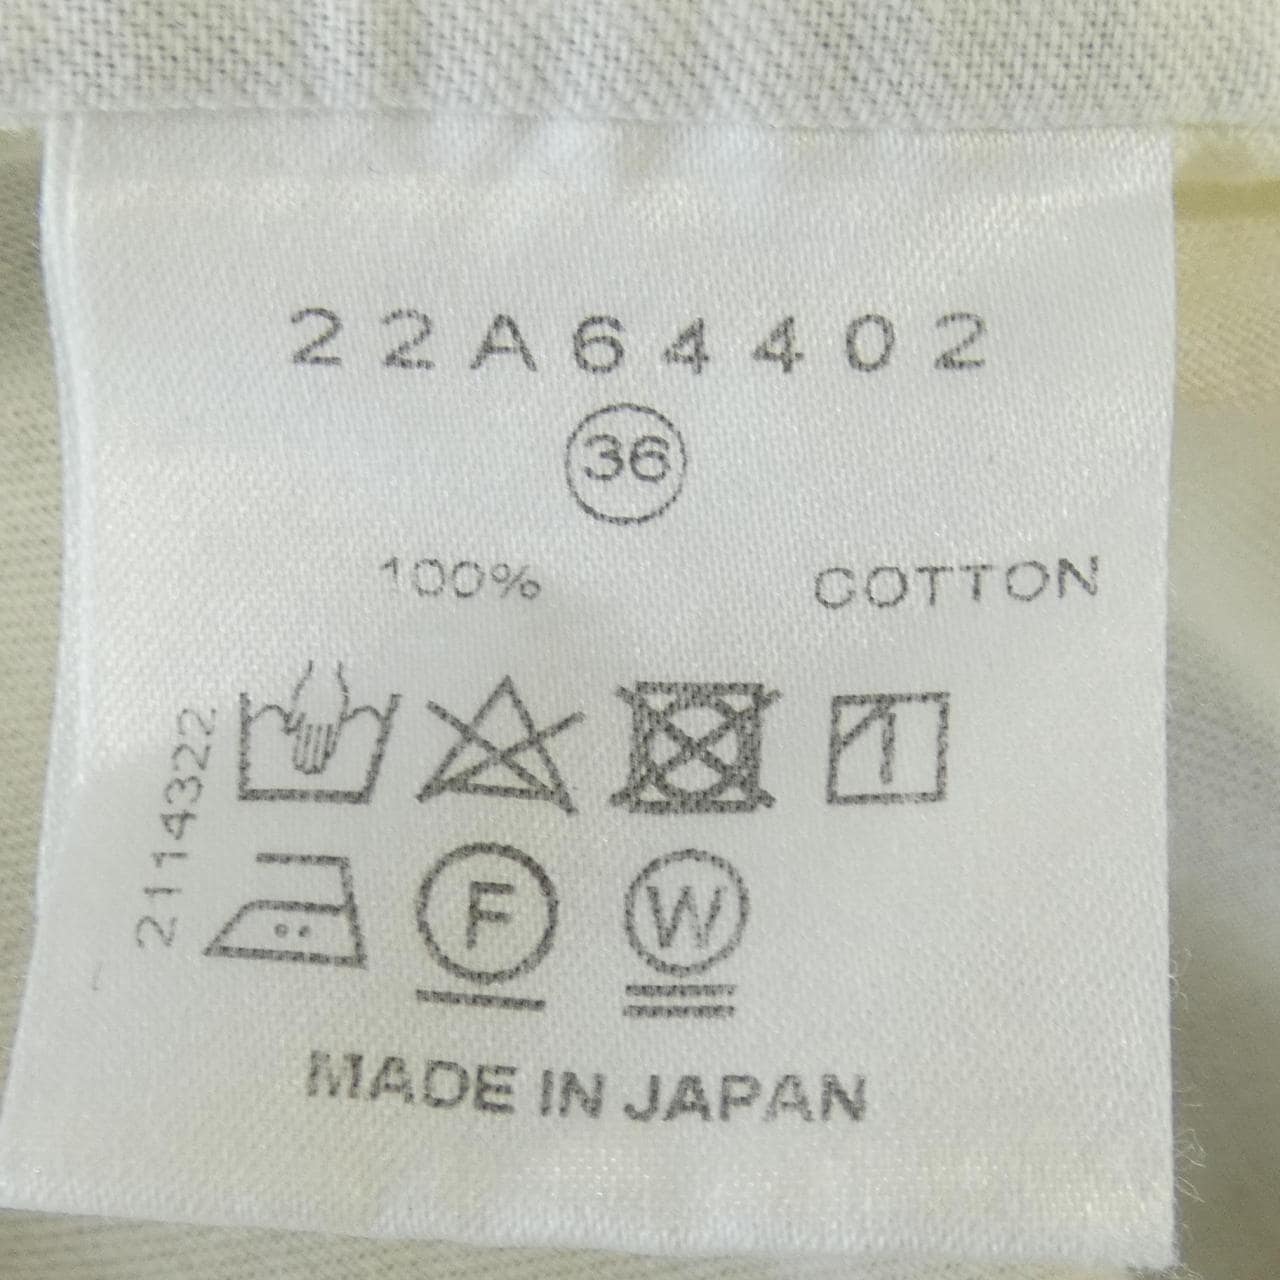 22A64402
36
100% COTTON
2114322
F W
MADE IN JAPAN